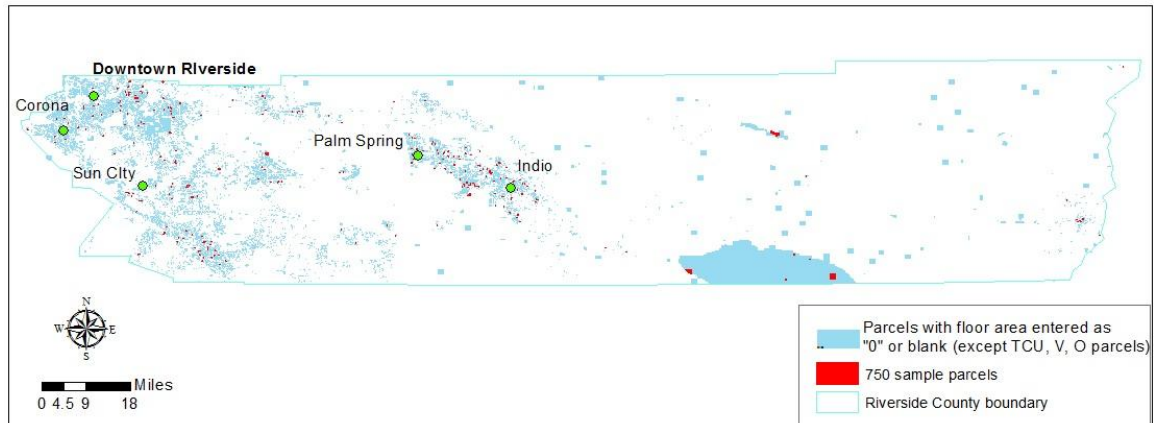 Downtown RIverside
Corona
Palm Spring
Indio
Sun CIty
N
W E
S
Miles
0 4.5 9 18
Parcels with floor area entered as
"0" or blank (except TCU, V, O parcels)
750 sample parcels
Riverside County boundary